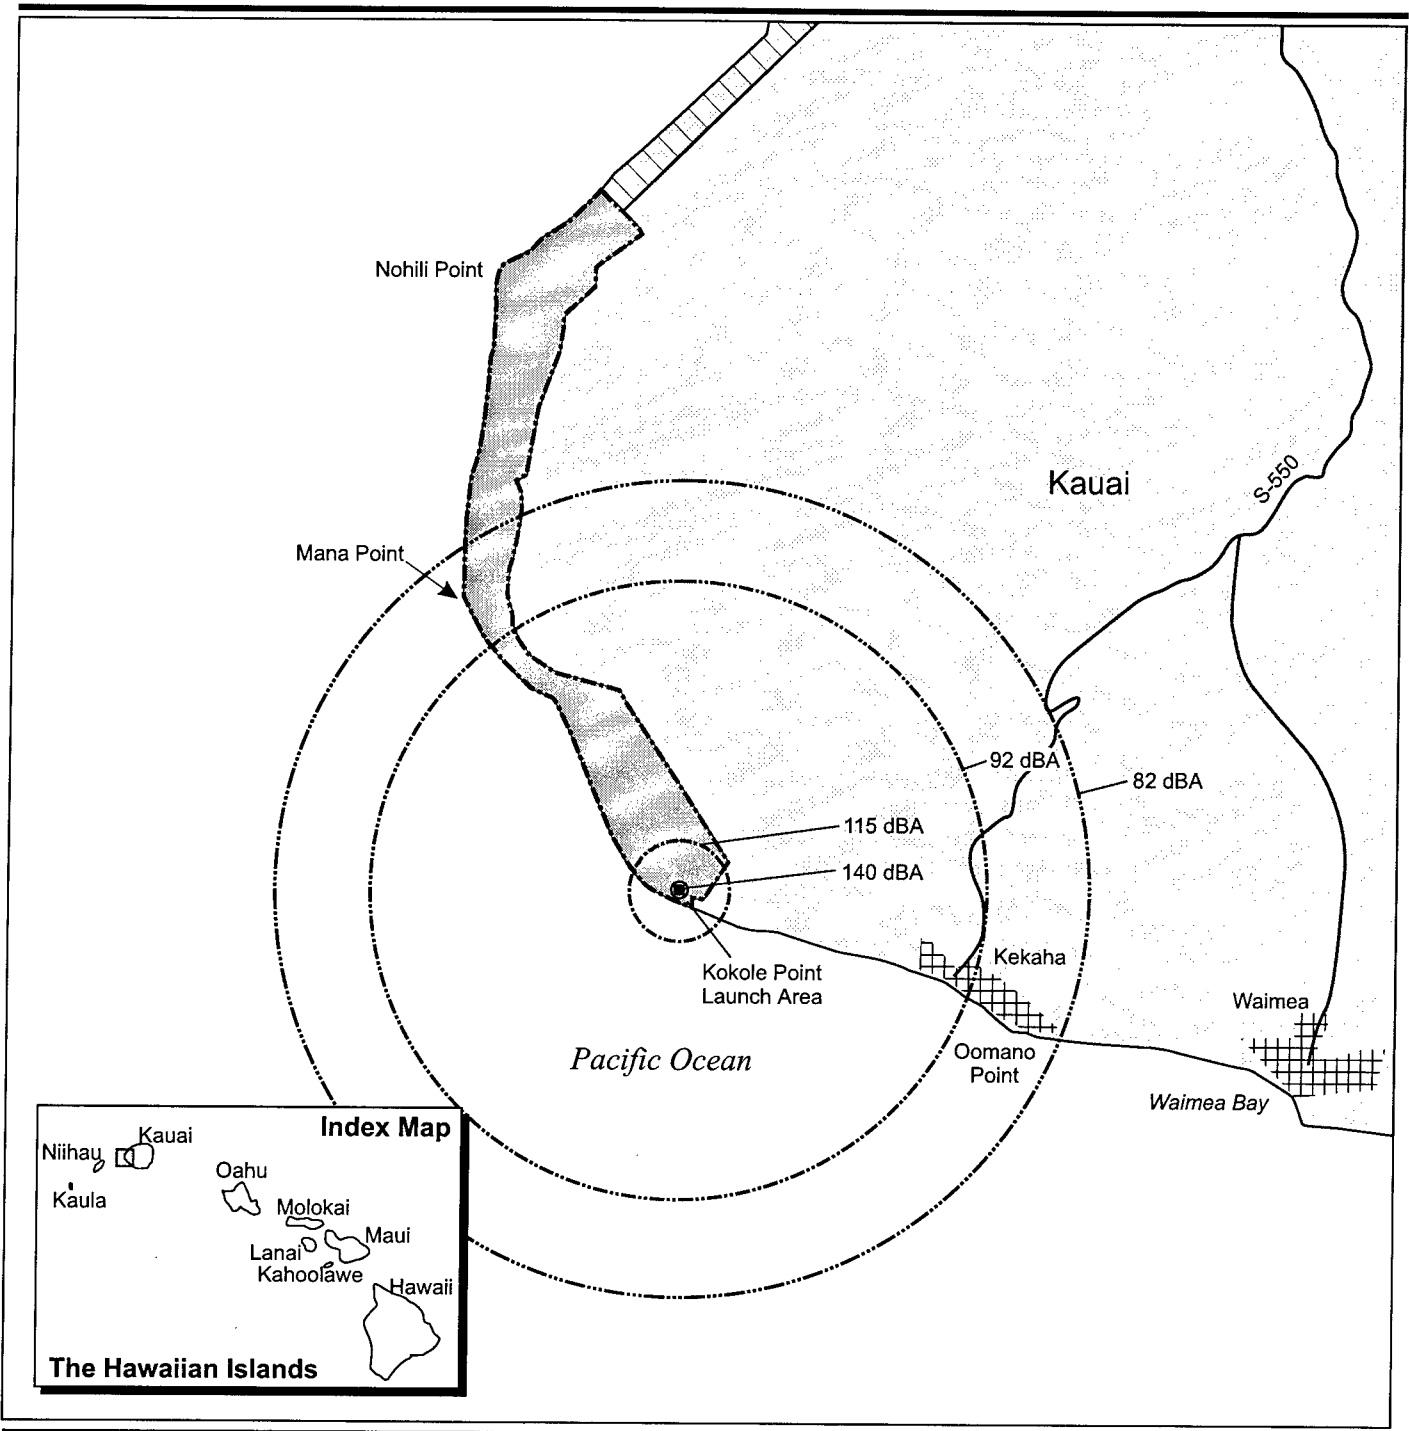 Nohili Point
Kauai
S-550
Mana Point
92 dBA
82 dBA
115 dBA
140 dBA
Kekaha
Kokole Point
Launch Area
Waimea
Pacific Ocean
Oomano
Point
Waimea Bay
Index Map
Kauai
Niihau
Oahu
Kaula
Molokai
Maui
Lanai
Kahoolawe
Hawaii
The Hawaiian Islands